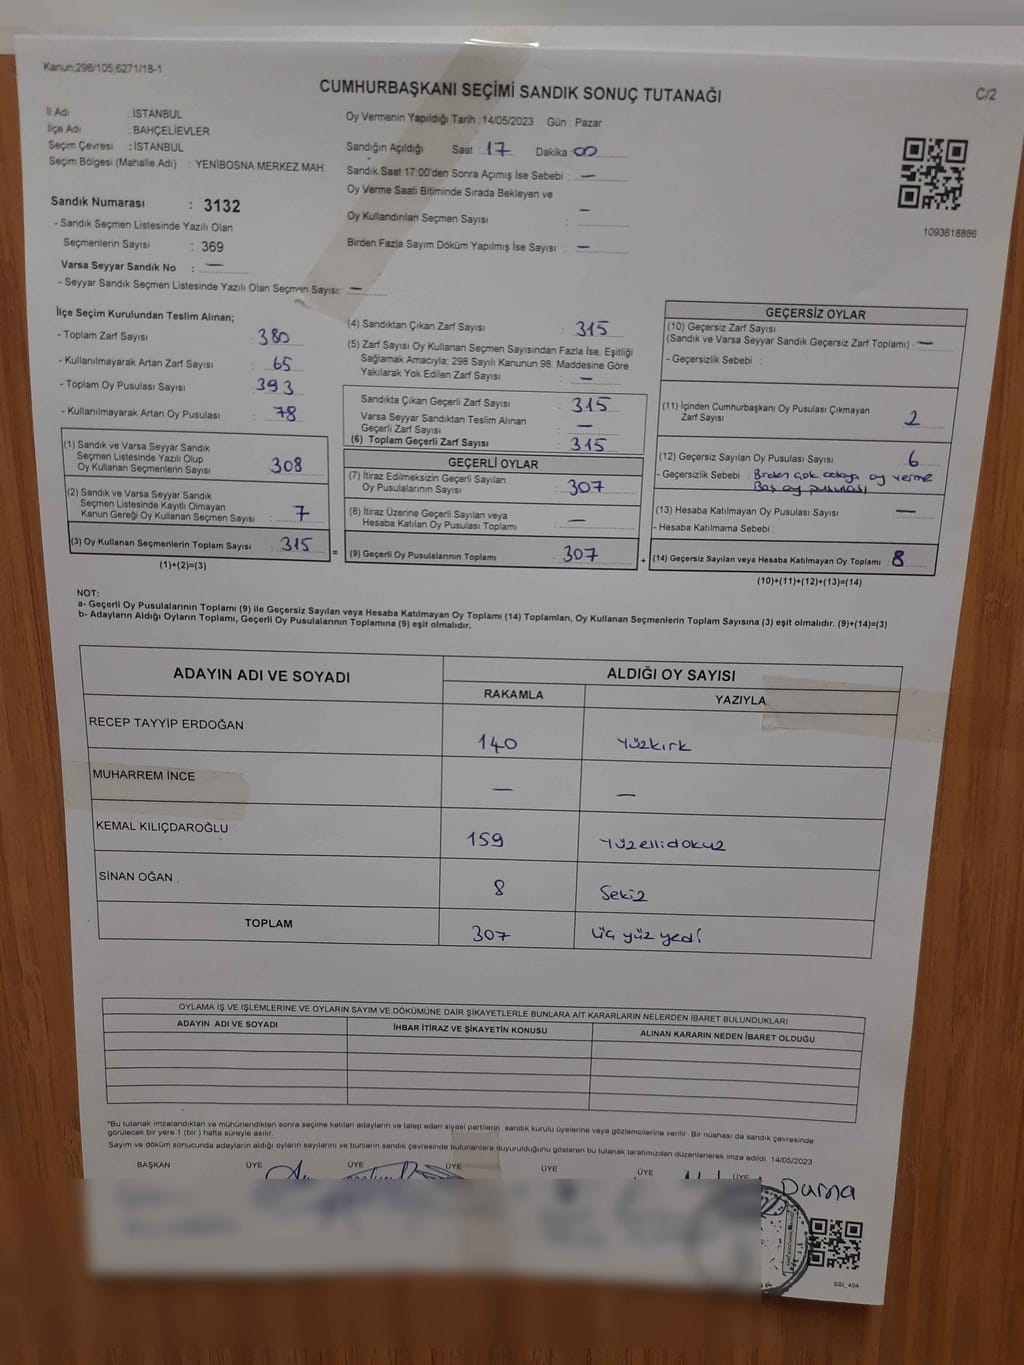 Kanun:298/105,6271/18-1
CUMHURBAŞKANI SEÇİMİ SANDIK SONUÇ TUTANAĞI
C/2
İl Adı : İSTANBUL
İlçe Adı : BAHÇELİEVLER
Seçim Çevresi : İSTANBUL
Seçim Bölgesi (Mahalle Adı) : YENİBOSNA MERKEZ MAH.
Sandık Numarası : 3132
- Sandık Seçmen Listesinde Yazılı Olan
Seçmenlerin Sayısı : 369
Varsa Seyyar Sandık No : —
- Seyyar Sandık Seçmen Listesinde Yazılı Olan Seçmen Sayısı: —
Oy Vermenin Yapıldığı Tarih : 14/05/2023 Gün : Pazar
Sandığın Açıldığı Saat : 17 Dakika : 00
Sandık Saat 17:00'den Sonra Açımış İse Sebebi : —
Oy Verme Saati Bitiminde Sırada Bekleyen ve
Oy Kullandırılan Seçmen Sayısı : —
Birden Fazla Sayım Döküm Yapılmış İse Sayısı : —
1093618886
İlçe Seçim Kurulundan Teslim Alınan;
- Toplam Zarf Sayısı : 380
- Kullanılmayarak Artan Zarf Sayısı : 65
- Toplam Oy Pusulası Sayısı : 393
- Kullanılmayarak Artan Oy Pusulası : 78
(1) Sandık ve Varsa Seyyar Sandık
Seçmen Listesinde Yazılı Olup
Oy Kullanan Seçmenlerin Sayısı : 308
(2) Sandık ve Varsa Seyyar Sandık
Seçmen Listesinde Kayıtlı Olmayan
Kanun Gereği Oy Kullanan Seçmen Sayısı : 7
(3) Oy Kullanan Seçmenlerin Toplam Sayısı : 315
(1)+(2)=(3)
=
(4) Sandıktan Çıkan Zarf Sayısı : 315
(5) Zarf Sayısı Oy Kullanan Seçmen Sayısından Fazla İse, Eşitliği
Sağlamak Amacıyla; 298 Sayılı Kanunun 98. Maddesine Göre
Yakılarak Yok Edilen Zarf Sayısı : —
Sandıkta Çıkan Geçerli Zarf Sayısı : 315
Varsa Seyyar Sandıktan Teslim Alınan
Geçerli Zarf Sayısı : —
(6) Toplam Geçerli Zarf Sayısı : 315
GEÇERLİ OYLAR
(7) İtiraz Edilmeksizin Geçerli Sayılan
Oy Pusulalarının Sayısı : 307
(8) İtiraz Üzerine Geçerli Sayılan veya
Hesaba Katılan Oy Pusulası Toplamı : —
(9) Geçerli Oy Pusulalarının Toplamı : 307
+
GEÇERSİZ OYLAR
(10) Geçersiz Zarf Sayısı
(Sandık ve Varsa Seyyar Sandık Geçersiz Zarf Toplamı) : —
- Geçersizlik Sebebi :
(11) İçinden Cumhurbaşkanı Oy Pusulası Çıkmayan
Zarf Sayısı : 2
(12) Geçersiz Sayılan Oy Pusulası Sayısı : 6
- Geçersizlik Sebebi : Birden çok adaya oy verme
Boş oy pusulası
(13) Hesaba Katılmayan Oy Pusulası Sayısı : —
- Hesaba Katılmama Sebebi :
(14) Geçersiz Sayılan veya Hesaba Katılmayan Oy Toplamı : 8
(10)+(11)+(12)+(13)=(14)
NOT:
a- Geçerli Oy Pusulalarının Toplamı (9) ile Geçersiz Sayılan veya Hesaba Katılmayan Oy Toplamı (14) Toplamları, Oy Kullanan Seçmenlerin Toplam Sayısına (3) eşit olmalıdır. (9)+(14)=(3)
b- Adayların Aldığı Oyların Toplamı, Geçerli Oy Pusulalarının Toplamına (9) eşit olmalıdır.
ADAYIN ADI VE SOYADI
ALDIĞI OY SAYISI
RAKAMLA YAZIYLA
RECEP TAYYİP ERDOĞAN 140 Yüzkırk
MUHARREM İNCE — —
KEMAL KILIÇDAROĞLU 159 Yüzellidokuz
SİNAN OĞAN 8 Sekiz
TOPLAM 307 Üç yüz yedi
OYLAMA İŞ VE İŞLEMLERİNE VE OYLARIN SAYIM VE DÖKÜMÜNE DAİR ŞİKAYETLERLE BUNLARA AİT KARARLARIN NELERDEN İBARET BULUNDUKLARI
ADAYIN ADI VE SOYADI İHBAR İTİRAZ VE ŞİKAYETİN KONUSU ALINAN KARARIN NEDEN İBARET OLDUĞU
*Bu tutanak imzalandıktan ve mühürlendikten sonra seçime katılan adayların ve talep eden siyasi partilerin sandık kurulu üyelerine veya gözlemcilerine verilir. Bir nüshası da sandık çevresinde
görülecek bir yere 1 (bir) hafta süreyle asılır.
Sayım ve döküm sonucunda adayların aldığı oyların sayılarını ve bunların sandık çevresinde bulunanlara duyurulduğunu gösteren bu tutanak tarafımızdan düzenlenerek imza edildi. 14/05/2023
BAŞKAN ÜYE ÜYE ÜYE ÜYE ÜYE ÜYE
Durna
SSI_404